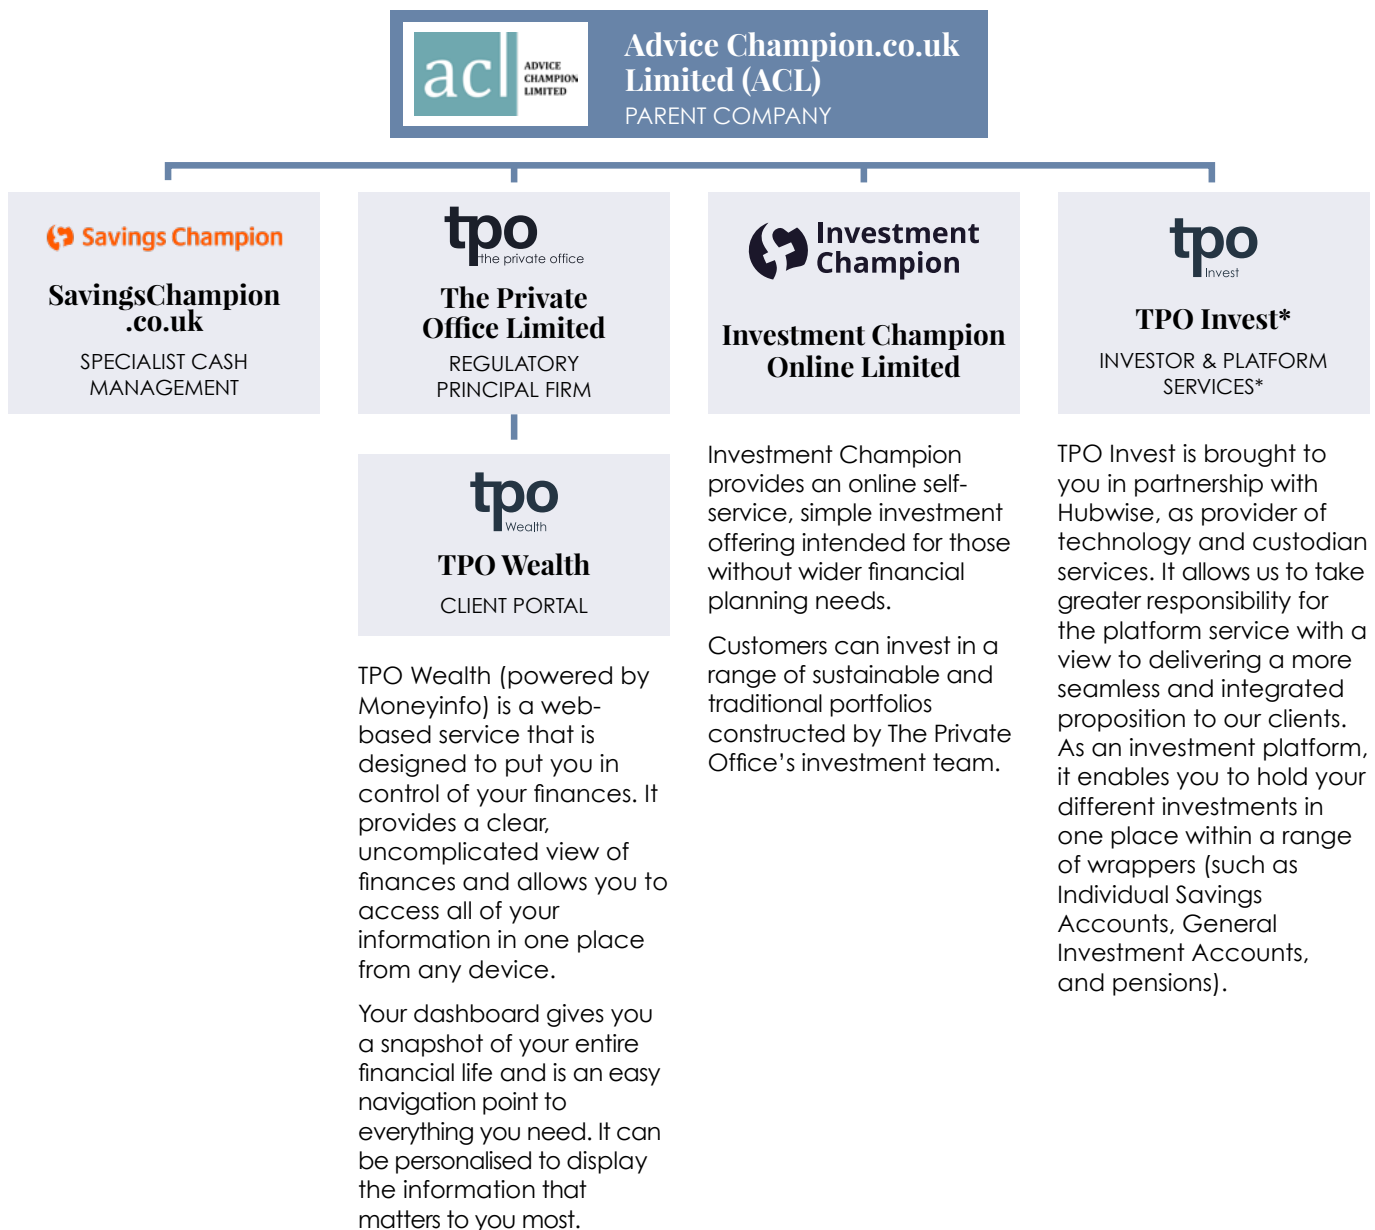 acl
ADVICE
CHAMPION
LIMITED
Advice Champion.co.uk
Limited (ACL)
PARENT COMPANY
Savings Champion
SavingsChampion
.co.uk
SPECIALIST CASH
MANAGEMENT
tpo
the private office
The Private
Office Limited
REGULATORY
PRINCIPAL FIRM
Investment
Champion
Investment Champion
Online Limited
tpo
Invest
TPO Invest*
INVESTOR & PLATFORM
SERVICES*
tpo
Wealth
TPO Wealth
CLIENT PORTAL
TPO Wealth (powered by
Moneyinfo) is a web-
based service that is
designed to put you in
control of your finances. It
provides a clear,
uncomplicated view of
finances and allows you to
access all of your
information in one place
from any device.
Your dashboard gives you
a snapshot of your entire
financial life and is an easy
navigation point to
everything you need. It can
be personalised to display
the information that
matters to you most.
Investment Champion
provides an online self-
service, simple investment
offering intended for those
without wider financial
planning needs.
Customers can invest in a
range of sustainable and
traditional portfolios
constructed by The Private
Office's investment team.
TPO Invest is brought to
you in partnership with
Hubwise, as provider of
technology and custodian
services. It allows us to take
greater responsibility for
the platform service with a
view to delivering a more
seamless and integrated
proposition to our clients.
As an investment platform,
it enables you to hold your
different investments in
one place within a range
of wrappers (such as
Individual Savings
Accounts, General
Investment Accounts,
and pensions).